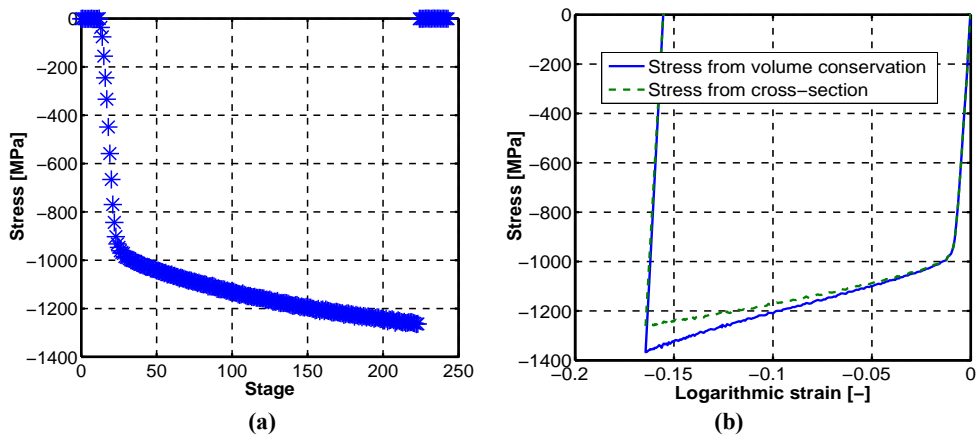 0
−200
−400
−600
−800
−1000
−1200
−1400
Stress [MPa]
0 50 100 150 200 250
Stage
(a)
0
−200
−400
−600
−800
−1000
−1200
−1400
Stress [MPa]
Stress from volume conservation
Stress from cross−section
−0.2 −0.15 −0.1 −0.05 0
Logarithmic strain [−]
(b)